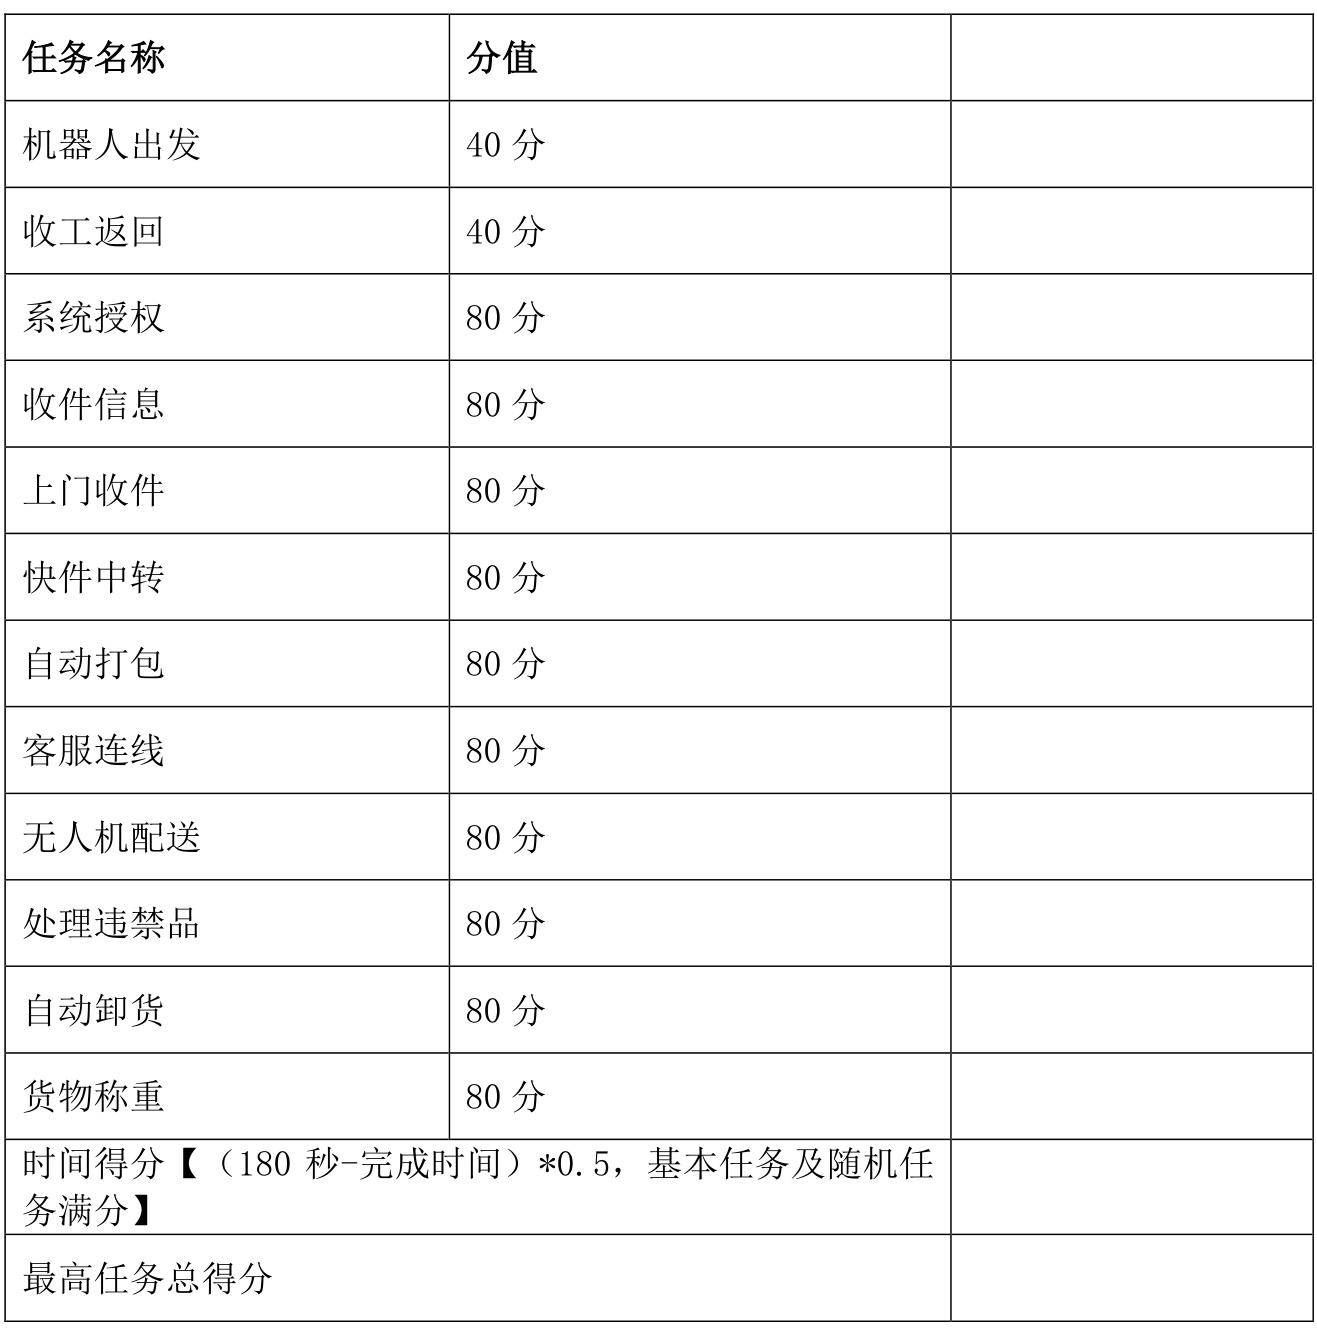 任务名称 分值
机器人出发 40 分
收工返回 40 分
系统授权 80 分
收件信息 80 分
上门收件 80 分
快件中转 80 分
自动打包 80 分
客服连线 80 分
无人机配送 80 分
处理违禁品 80 分
自动卸货 80 分
货物称重 80 分
时间得分【（180 秒-完成时间）*0.5，基本任务及随机任
务满分】
最高任务总得分